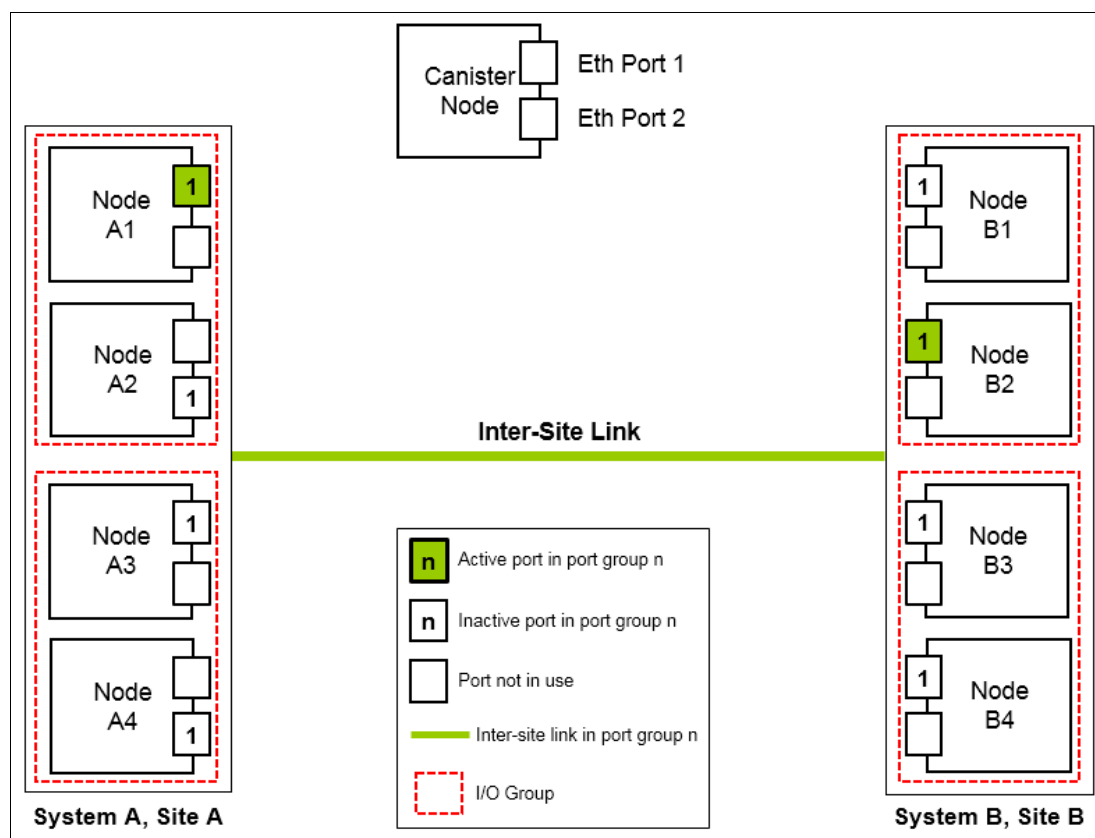 Canister
Node
Eth Port 1
Eth Port 2
Node
A1
1
Node
A2
1
Node
A3
1
Node
A4
1
System A, Site A
Inter-Site Link
n
Active port in port group n
n
Inactive port in port group n
Port not in use
Inter-site link in port group n
I/O Group
1
Node
B1
1
Node
B2
1
Node
B3
1
Node
B4
System B, Site B